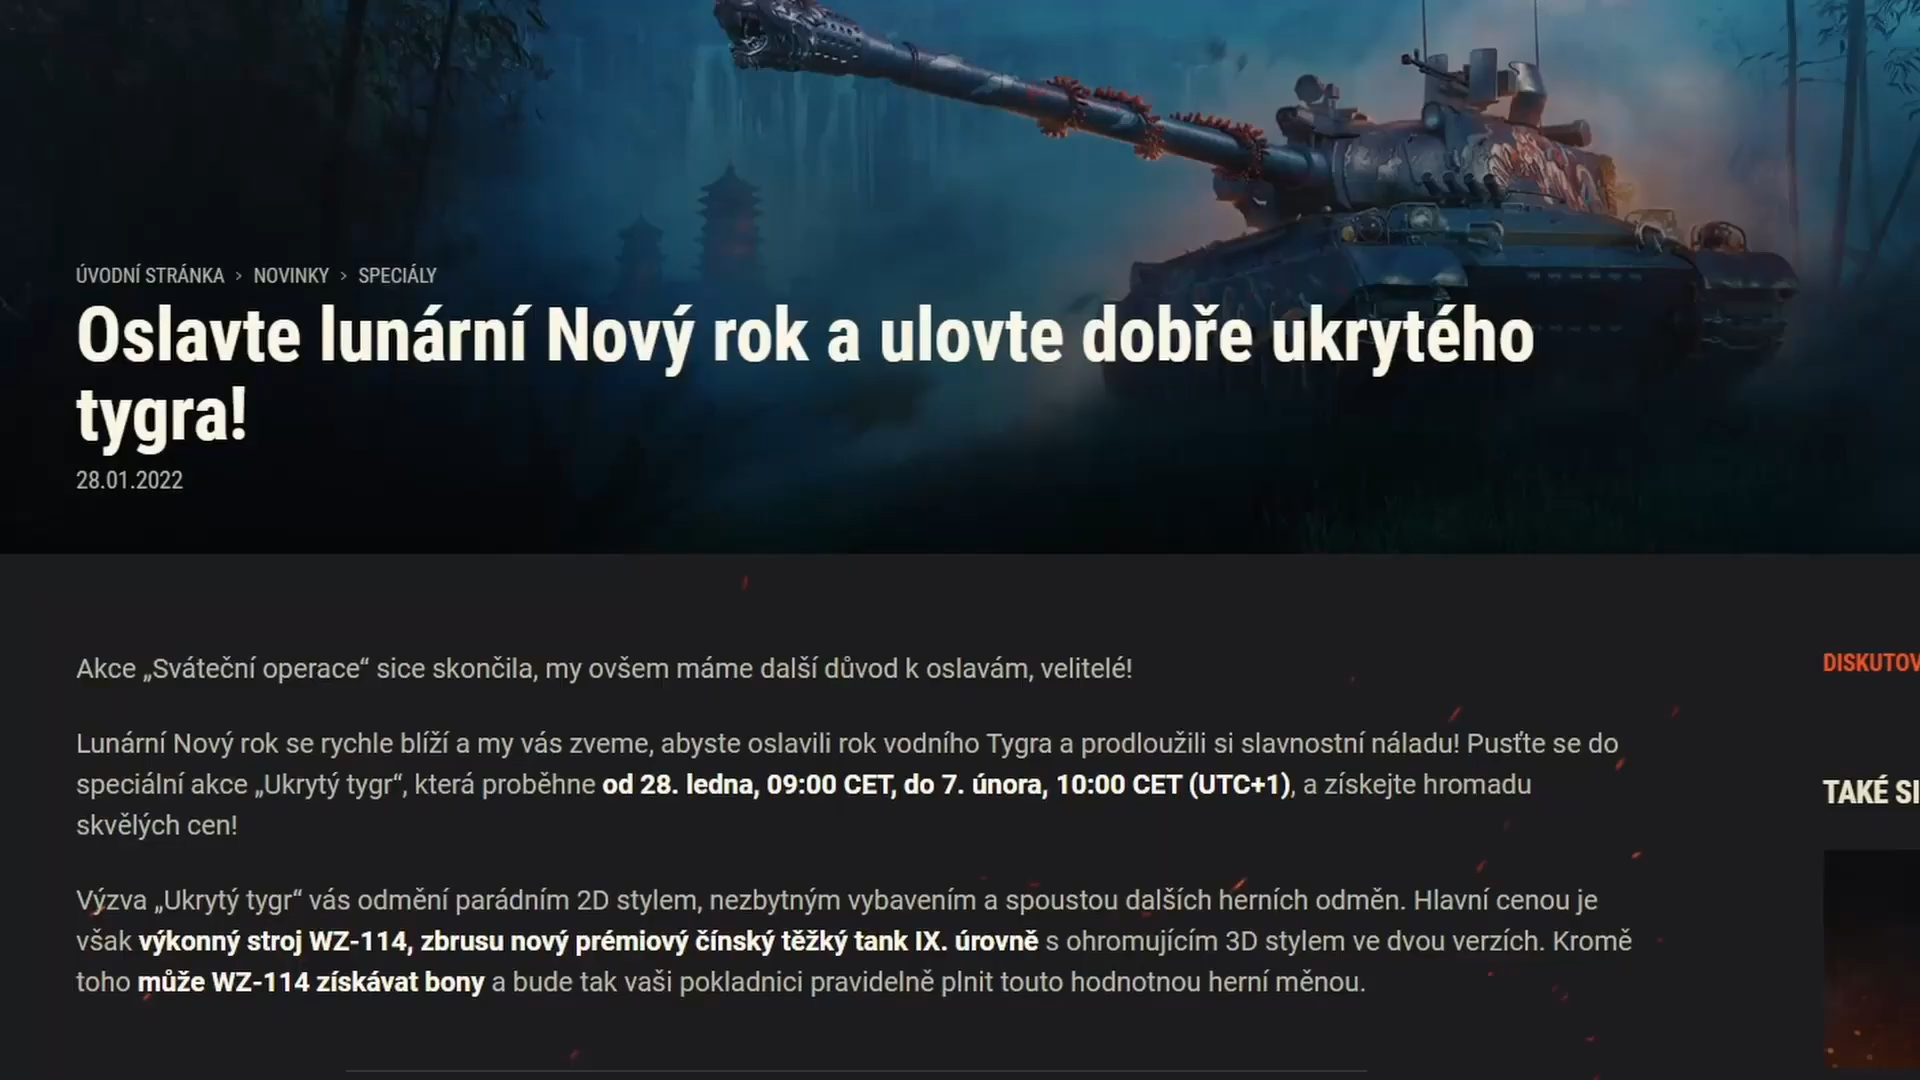 ÚVODNÍ STRÁNKA > NOVINKY > SPECIÁLY
Oslavte lunární Nový rok a ulovte dobře ukrytého
tygra!
28.01.2022
Akce „Sváteční operace“ sice skončila, my ovšem máme další důvod k oslavám, velitelé!
Lunární Nový rok se rychle blíží a my vás zveme, abyste oslavili rok vodního Tygra a prodloužili si slavnostní náladu! Pusťte se do
speciální akce „Ukrytý tygr“, která proběhne od 28. ledna, 09:00 CET, do 7. února, 10:00 CET (UTC+1), a získejte hromadu
skvělých cen!
Výzva „Ukrytý tygr“ vás odmění parádním 2D stylem, nezbytným vybavením a spoustou dalších herních odměn. Hlavní cenou je
však výkonný stroj WZ-114, zbrusu nový prémiový čínský těžký tank IX. úrovně s ohromujícím 3D stylem ve dvou verzích. Kromě
toho může WZ-114 získávat bony a bude tak vaši pokladnici pravidelně plnit touto hodnotnou herní měnou.
DISKUTOV
TAKÉ SI